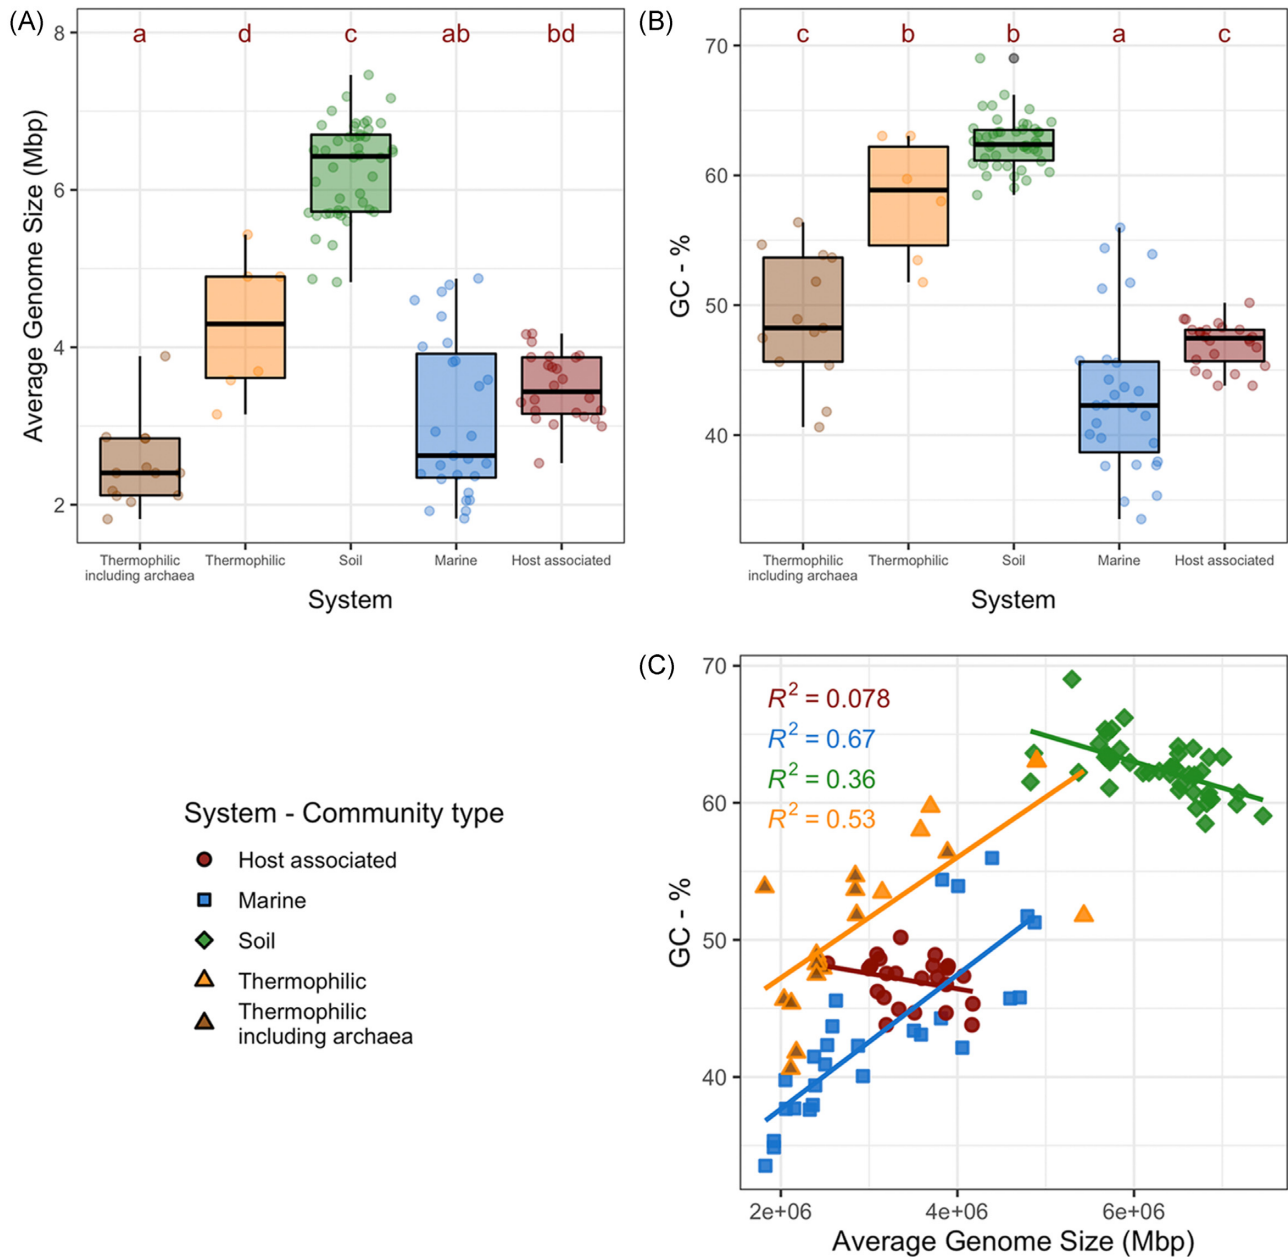 (A)
a d c ab bd
8
6
4
2
Average Genome Size (Mbp)
Thermophilic
including archaea
Thermophilic
Soil
Marine
Host associated
System
(B)
c b b a c
70
60
50
40
GC - %
Thermophilic
including archaea
Thermophilic
Soil
Marine
Host associated
System
System - Community type
Host associated
Marine
Soil
Thermophilic
Thermophilic
including archaea
(C)
R² = 0.078
R² = 0.67
R² = 0.36
R² = 0.53
70
60
50
40
GC - %
2e+06 4e+06 6e+06
Average Genome Size (Mbp)